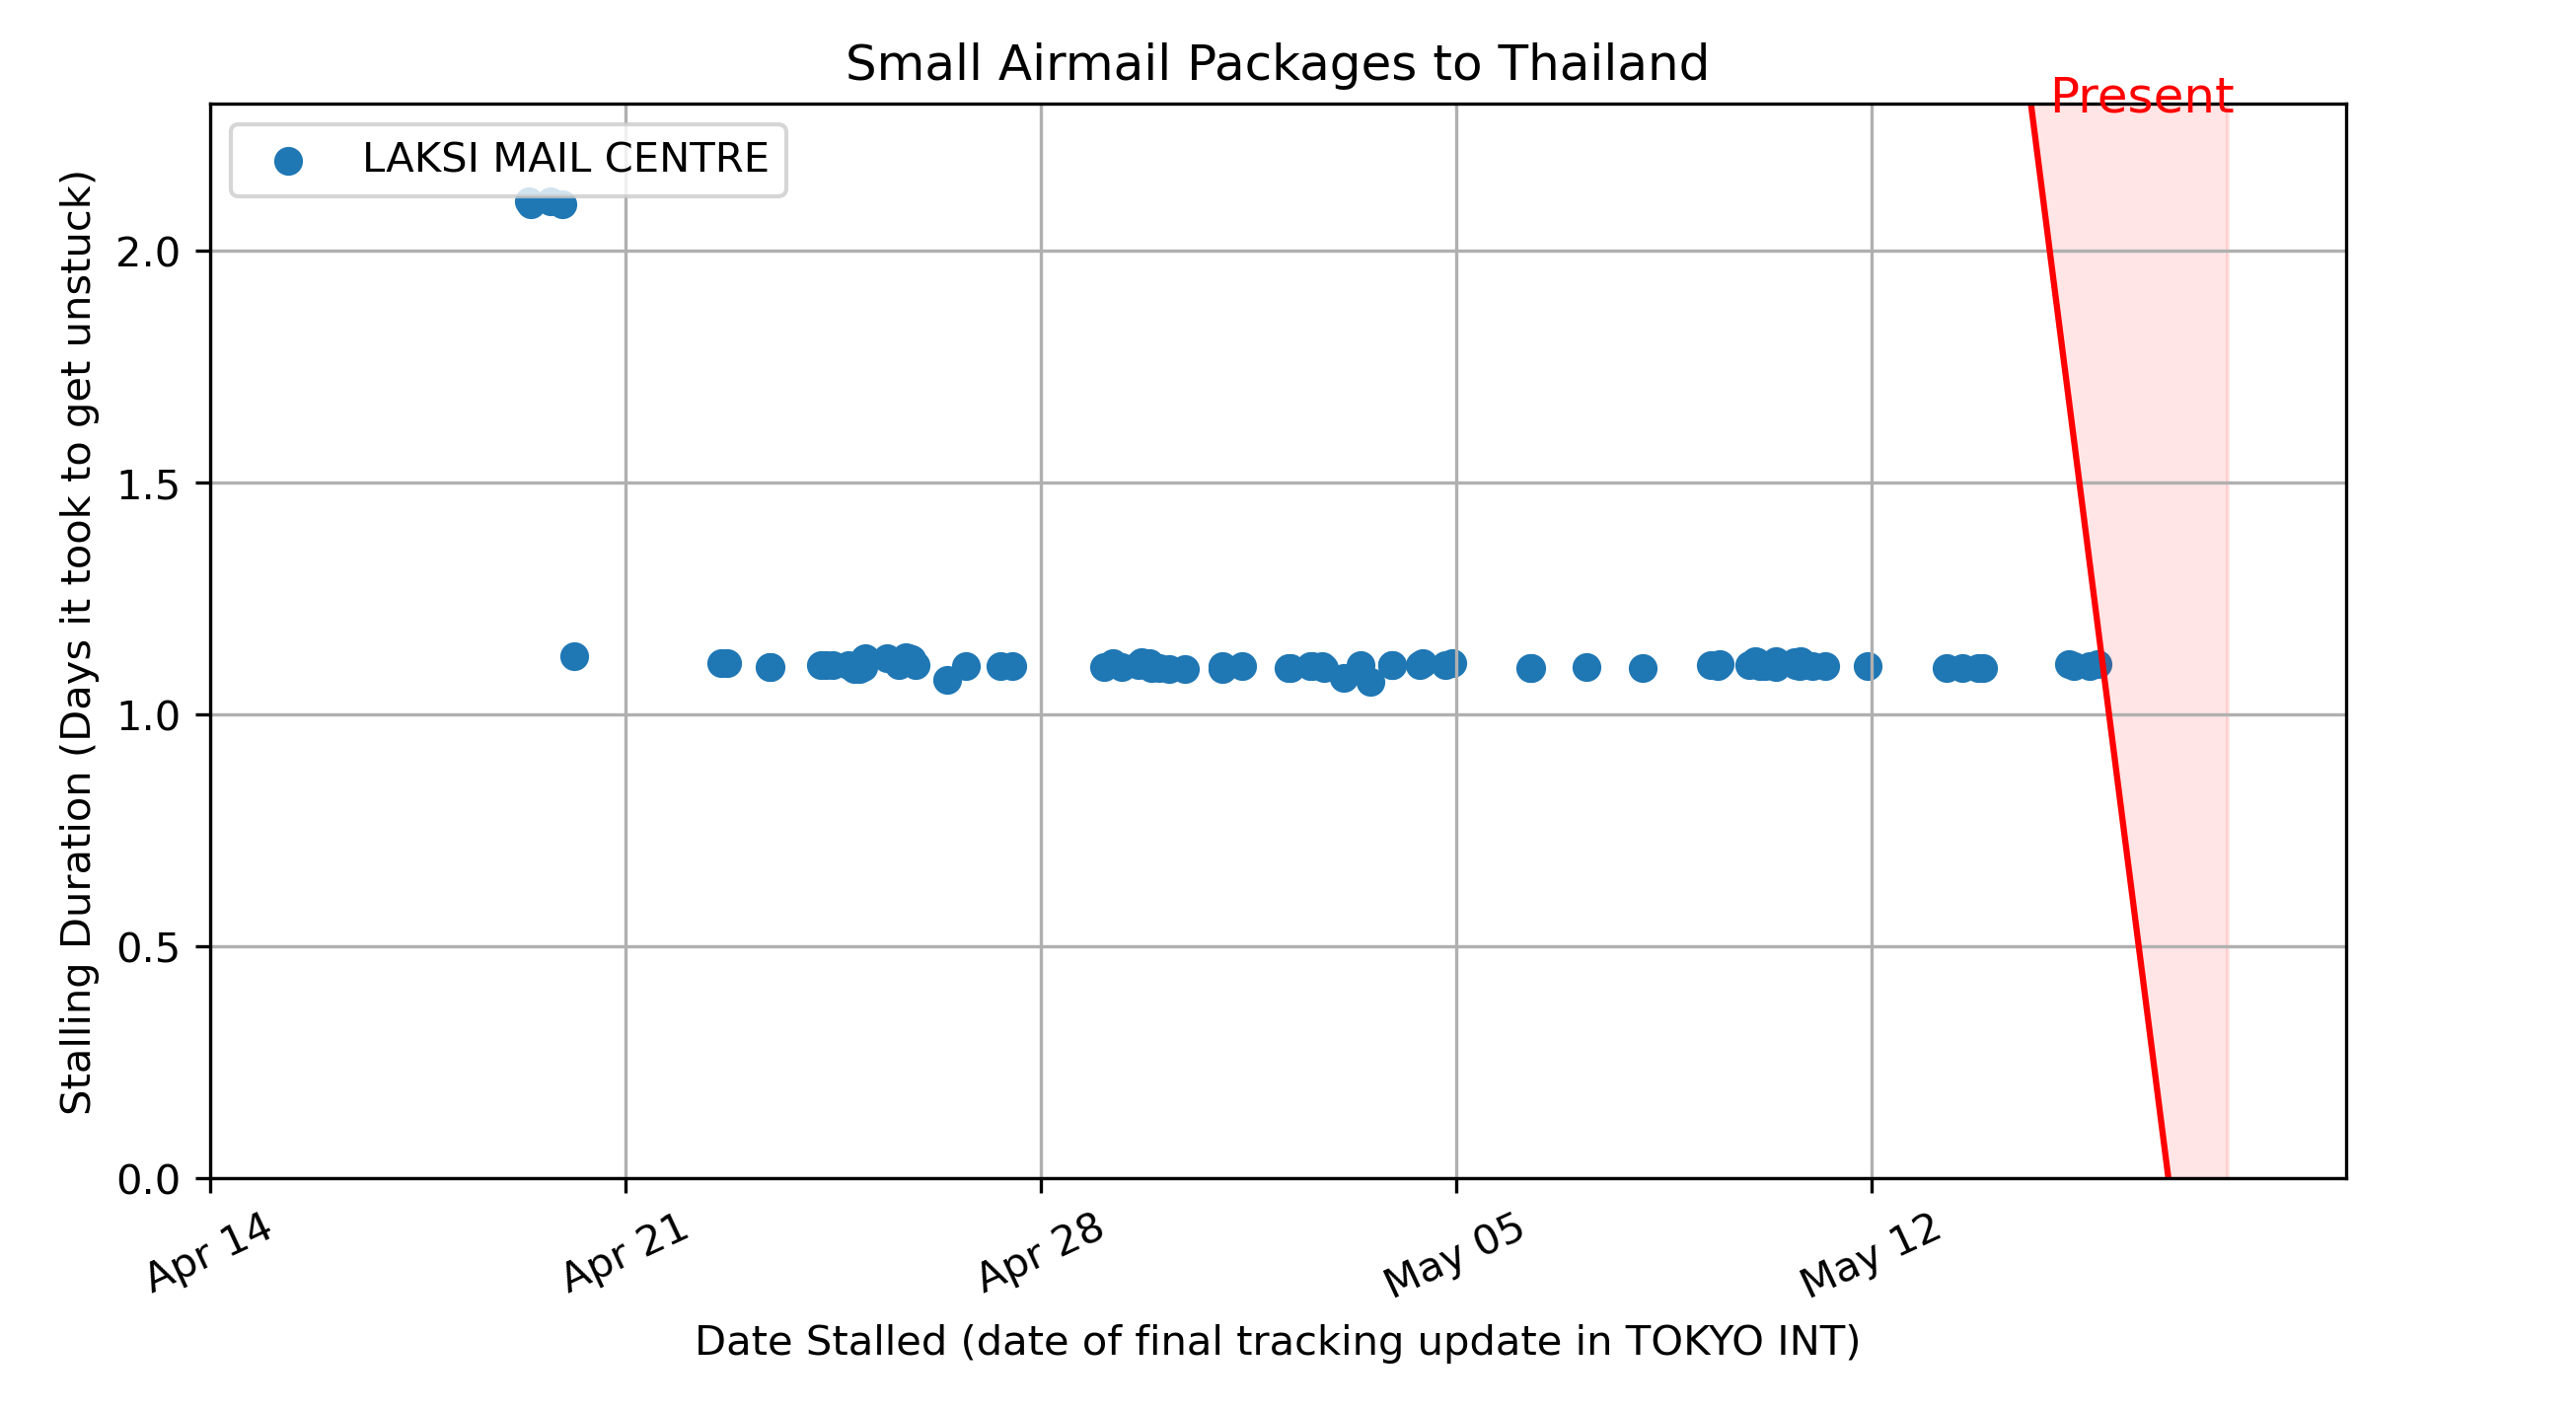 Small Airmail Packages to Thailand
Present
LAKSI MAIL CENTRE
Stalling Duration (Days it took to get unstuck)
2.0
1.5
1.0
0.5
0.0
Apr 14
Apr 21
Apr 28
May 05
May 12
Date Stalled (date of final tracking update in TOKYO INT)